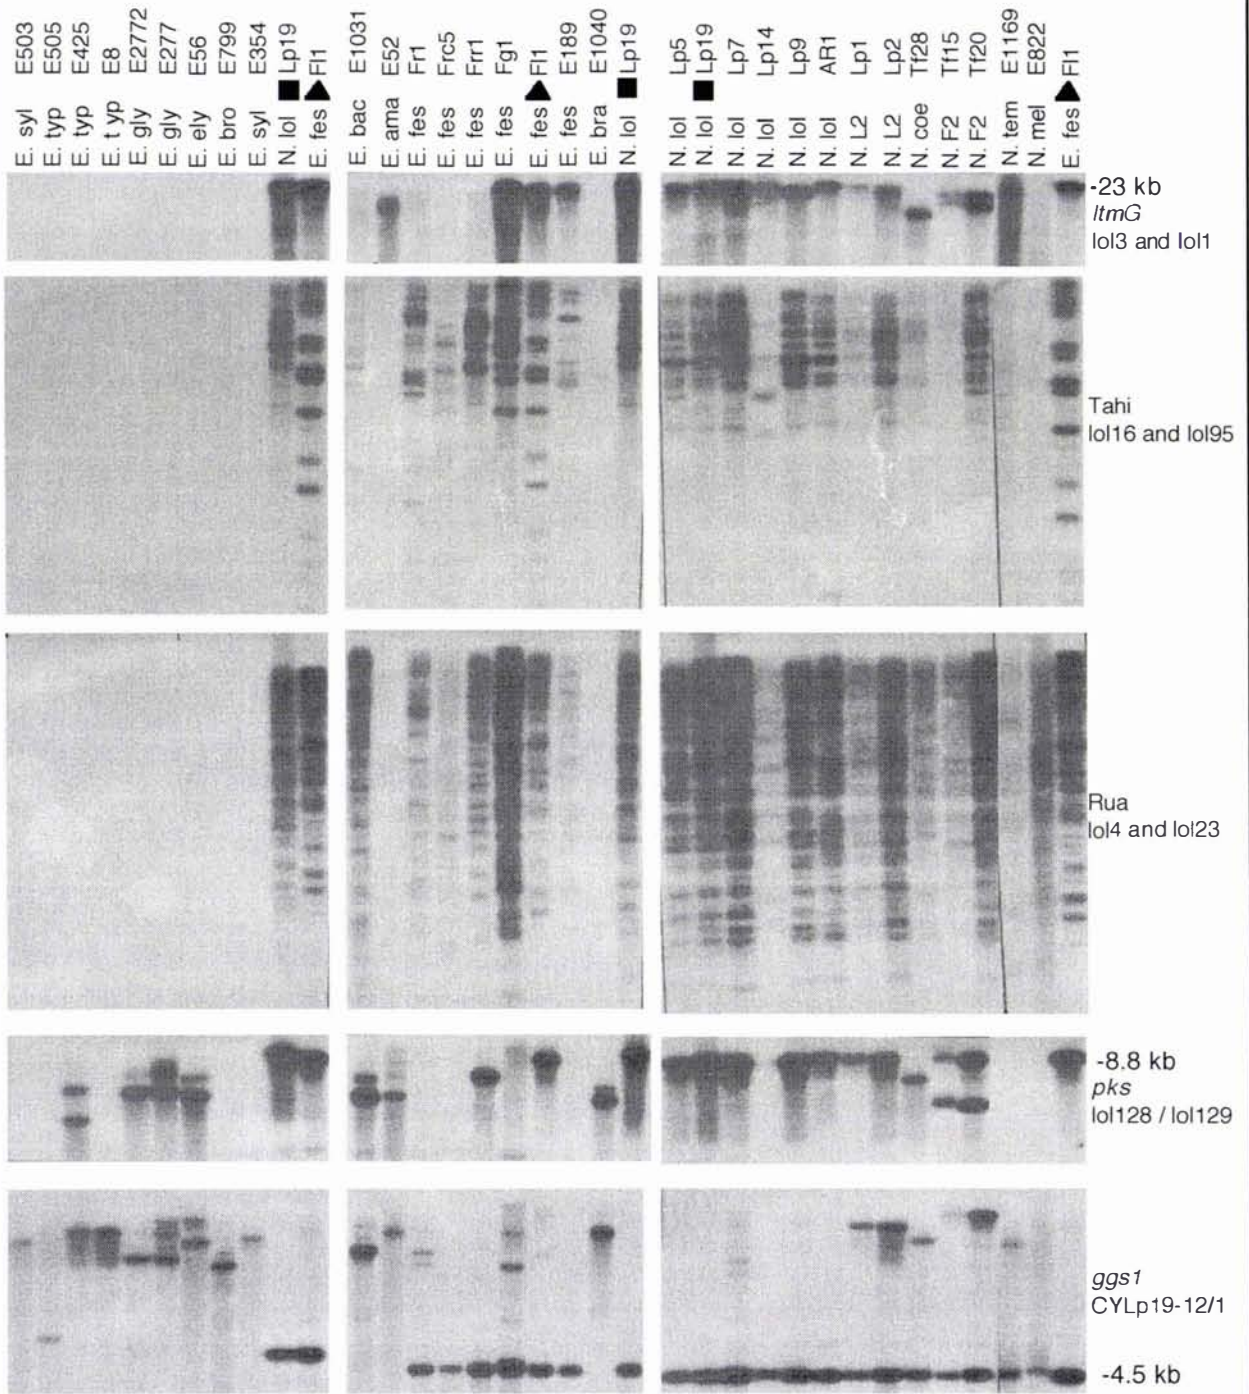 E. syl E503
E. typ E505
E. typ E425
E. t yp E8
E. gly E2772
E. gly E277
E. ely E56
E. bro E799
E. syl E354
N. lol ■ Lp19
E. fes ▲ Fl1
E. bac E1031
E. ama E52
E. fes Fr1
E. fes Frc5
E. fes Frr1
E. fes Fg1
E. fes ▲ Fl1
E. fes E189
E. bra E1040
N. lol ■ Lp19
N. lol Lp5
N. lol ■ Lp19
N. lol Lp7
N. lol Lp14
N. lol Lp9
N. lol AR1
N. L2 Lp1
N. L2 Lp2
N. coe Tf28
N. F2 Tf15
N. F2 Tf20
N. tem E1169
N. mel E822
E. fes ▲ Fl1
-23 kb
ltmG
lol3 and lol1
Tahi
lol16 and lol95
Rua
lol4 and lol23
-8.8 kb
pks
lol128 / lol129
ggs1
CYLp19-12/1
-4.5 kb